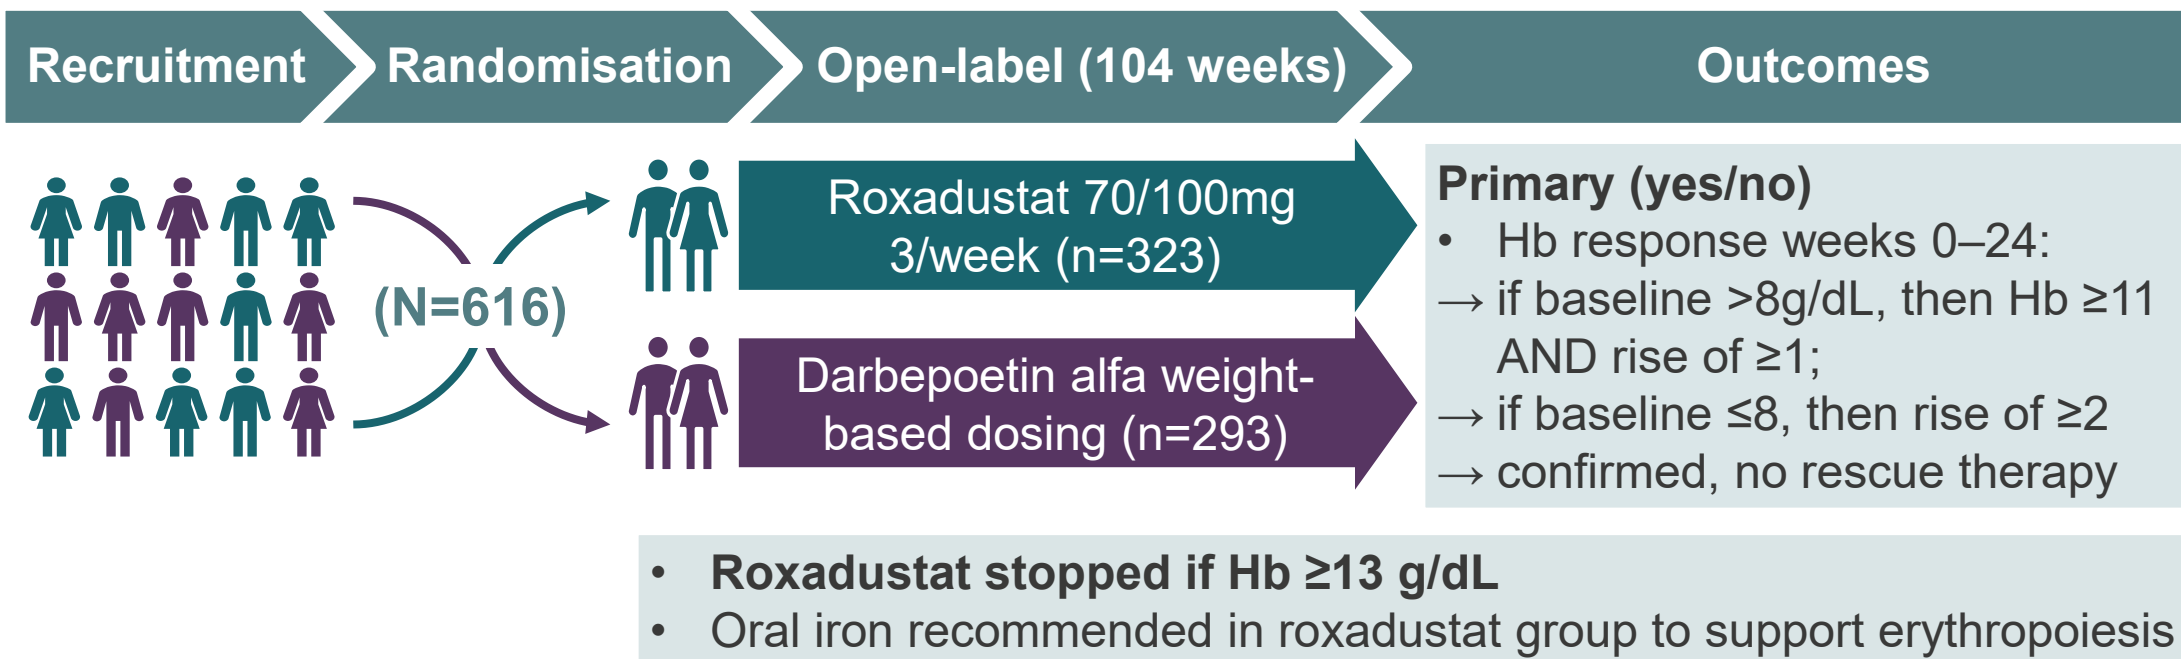 Recruitment
Randomisation
Open-label (104 weeks)
Outcomes
(N=616)
Roxadustat 70/100mg
3/week (n=323)
Darbepoetin alfa weight-
based dosing (n=293)
Primary (yes/no)
• Hb response weeks 0–24:
→ if baseline >8g/dL, then Hb ≥11
AND rise of ≥1;
→ if baseline ≤8, then rise of ≥2
→ confirmed, no rescue therapy
• Roxadustat stopped if Hb ≥13 g/dL
• Oral iron recommended in roxadustat group to support erythropoiesis